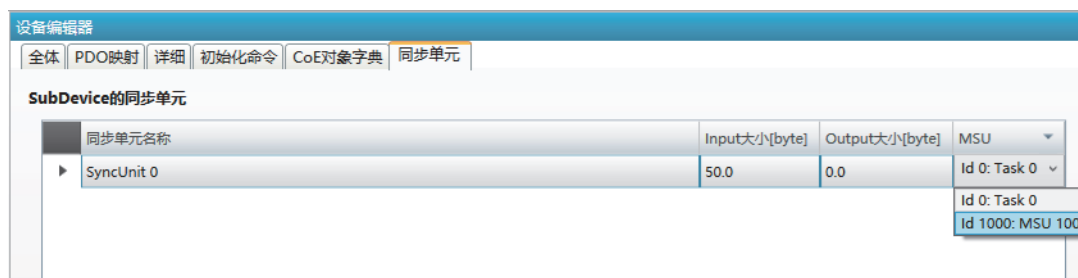 设备编辑器
全体 PDO映射 详细 初始化命令 CoE对象字典 同步单元
SubDevice的同步单元
同步单元名称 Input大小[byte] Output大小[byte] MSU
SyncUnit 0 50.0 0.0 Id 0: Task 0
Id 0: Task 0
Id 1000: MSU 100